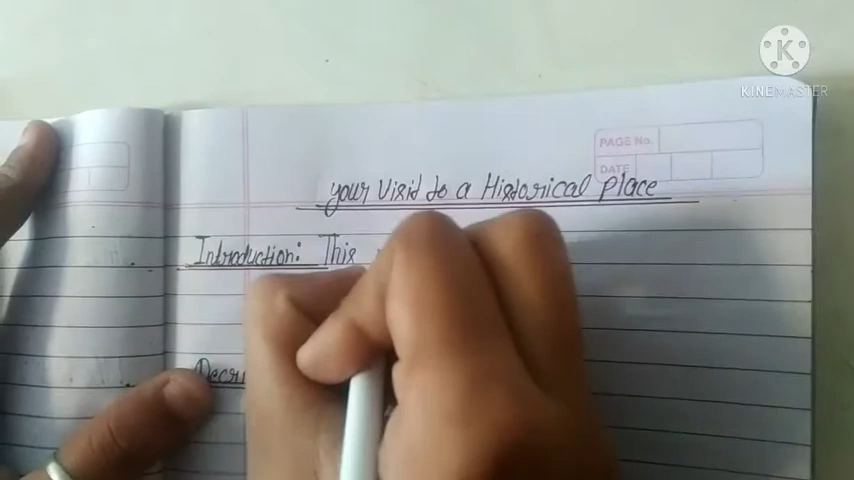 K
KINEMASTER
PAGE No.
DATE
your Visit to a Historical Place
Introduction: This